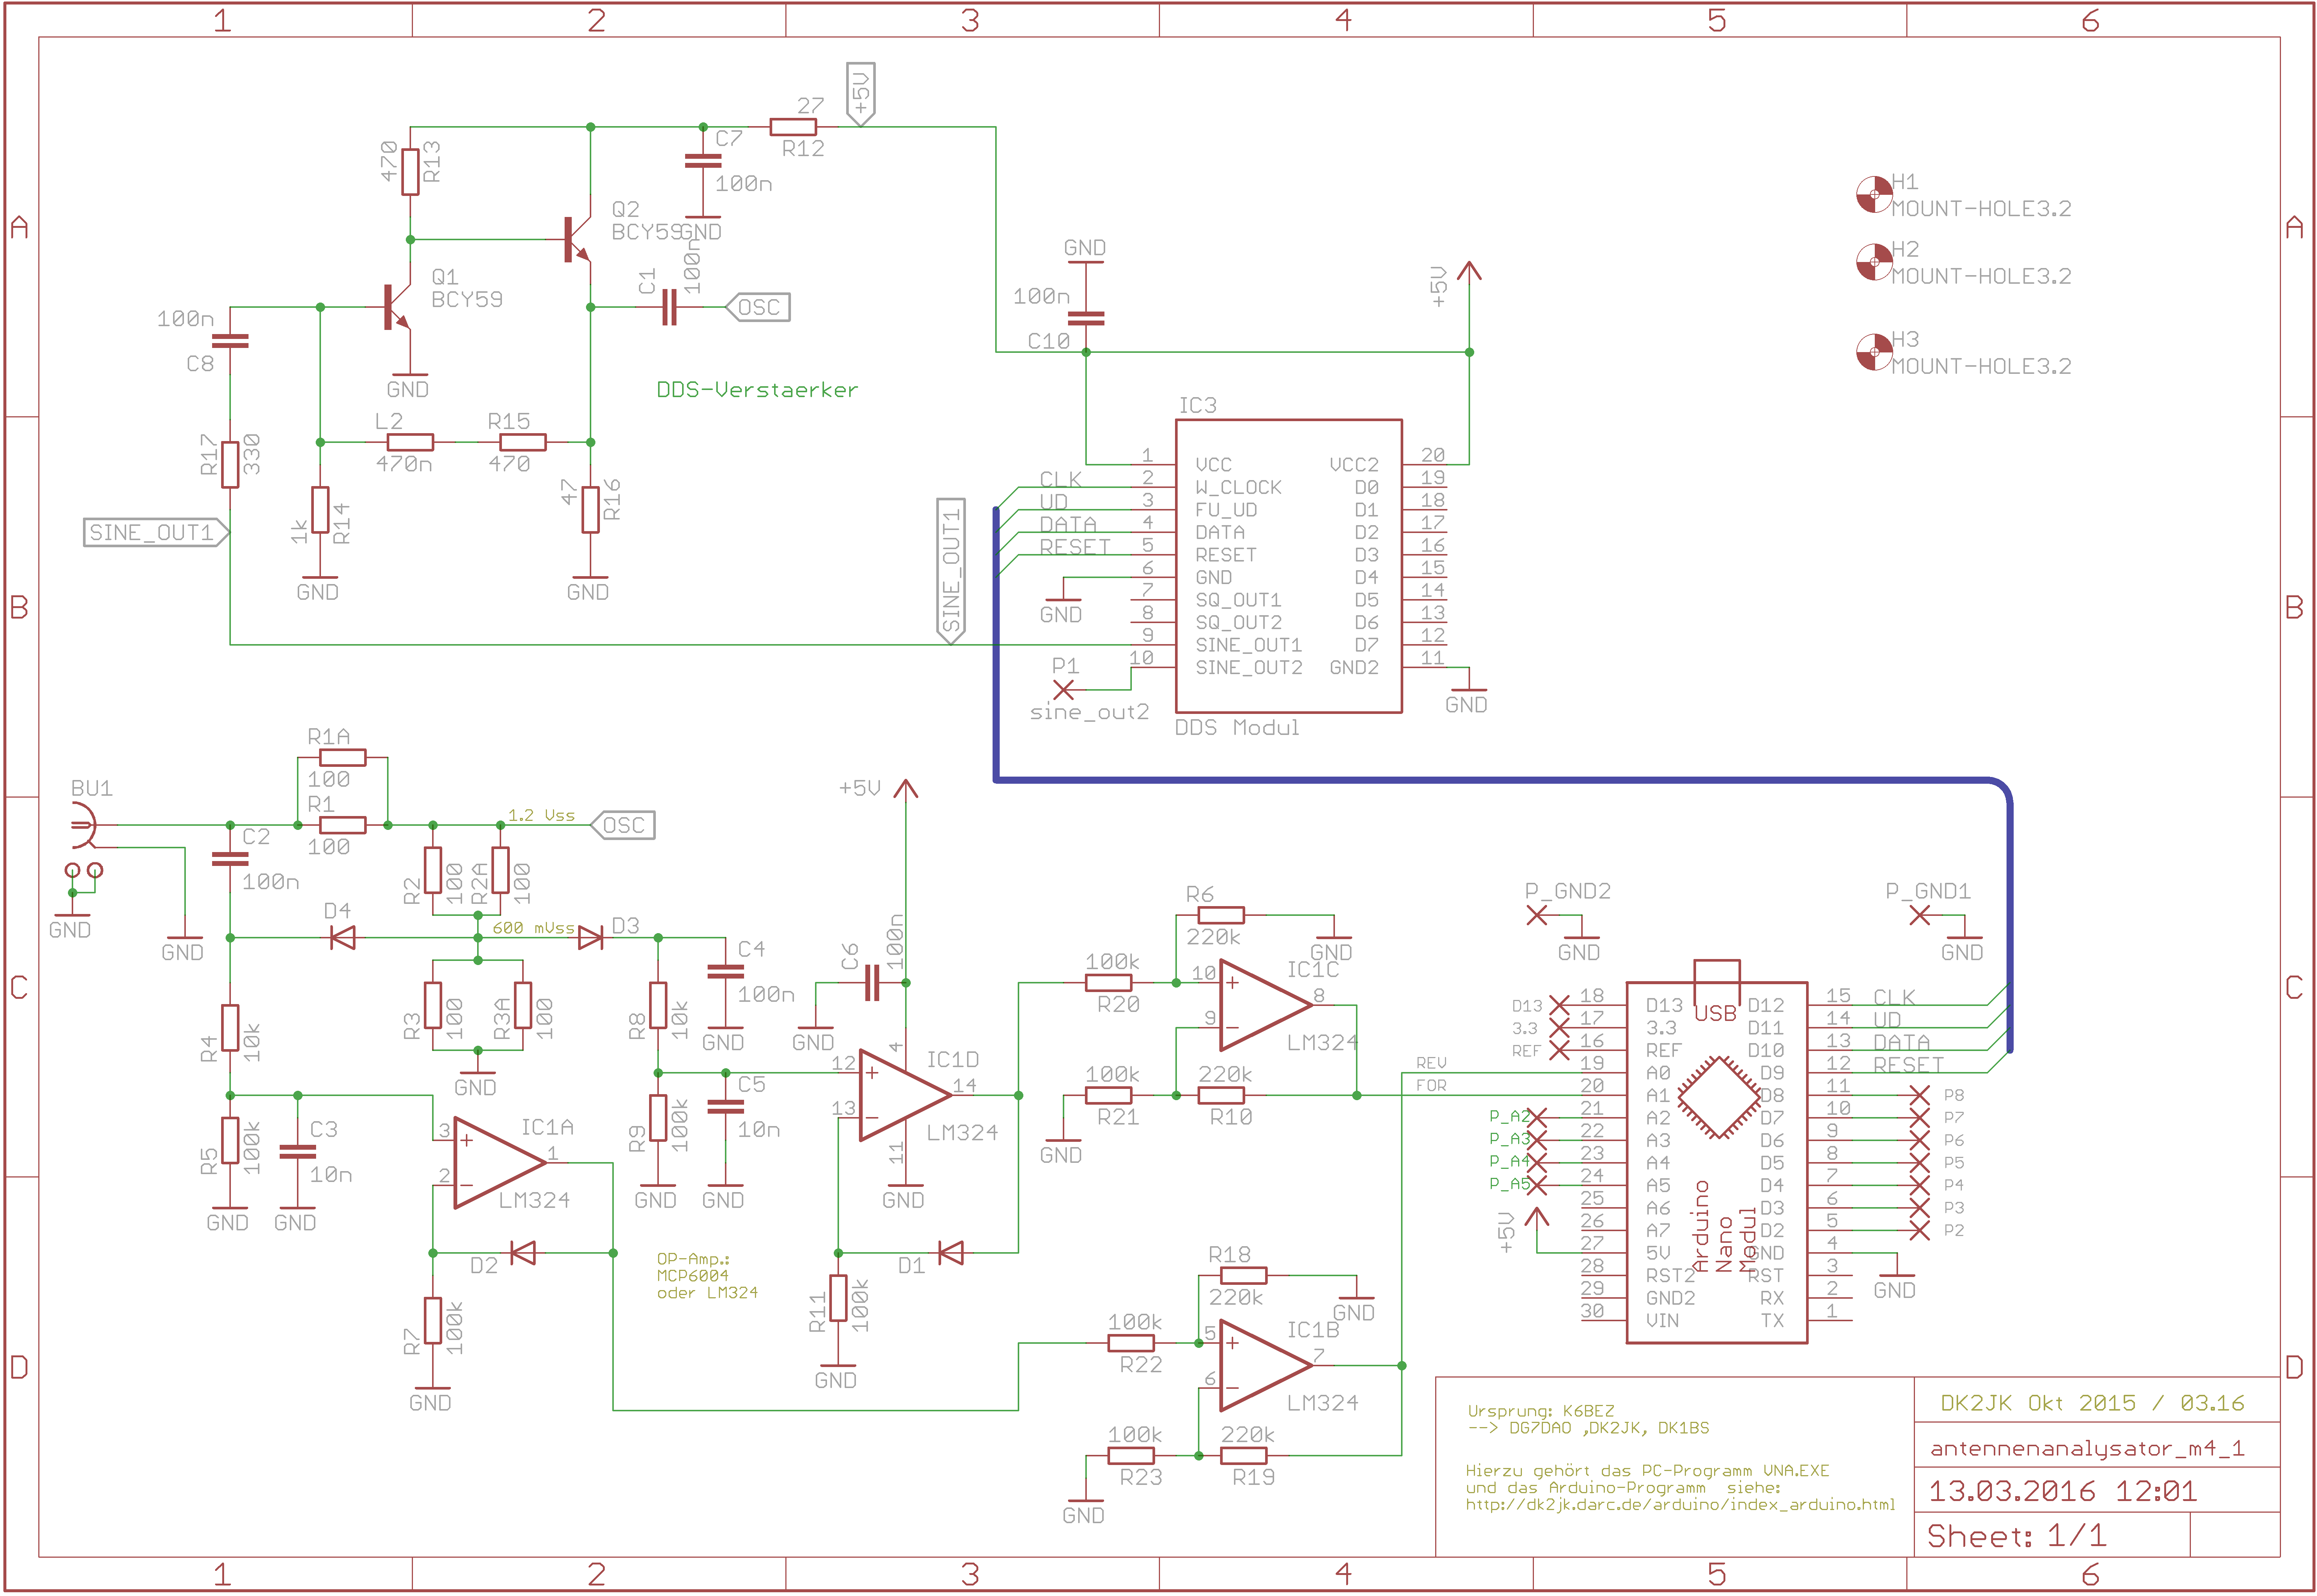 1 2 3 4 5 6
A A
B B
C C
D D
+5V
27
R12
C7
100n
GND
470
R13
Q2
BCY59
Q1
BCY59
GND
C1
100n
OSC
100n
C8
DDS-Verstaerker
L2
470n
R15
470
R17
330
1k
R14
GND
47
R16
GND
SINE_OUT1
SINE_OUT1
GND
100n
C10
+5V
H1
MOUNT-HOLE3.2
H2
MOUNT-HOLE3.2
H3
MOUNT-HOLE3.2
IC3
CLK 1 VCC VCC2 20
UD 2 W_CLOCK D0 19
DATA 3 FU_UD D1 18
RESET 4 DATA D2 17
5 RESET D3 16
6 GND D4 15
7 SQ_OUT1 D5 14
8 SQ_OUT2 D6 13
9 SINE_OUT1 D7 12
10 SINE_OUT2 GND2 11
GND
GND
P1
sine_out2
DDS Modul
BU1
GND
GND
R1A
100
R1
100
C2
100n
1.2 Vss
OSC
R2
100
R2A
100
D4
600 mVss
D3
R3
100
R3A
100
GND
R4
10k
R5
100k
GND
C3
10n
GND
C4
100n
GND
R8
10k
R9
100k
GND
C5
10n
GND
3
2
1
IC1A
LM324
D2
R7
100k
GND
OP-Amp.:
MCP6004
oder LM324
+5V
C6
100n
GND
12
13
14
4
11
IC1D
LM324
GND
D1
R11
100k
GND
R6
220k
GND
100k
R20
10
9
8
IC1C
LM324
100k
R21
GND
220k
R10
REV
FOR
R18
220k
GND
100k
R22
5
6
7
IC1B
LM324
100k
R23
GND
220k
R19
P_GND2
GND
P_GND1
GND
USB
Arduino
Nano
Modul
D13 18 D13 D12 15 CLK
3.3 17 3.3 D11 14 UD
REF 16 REF D10 13 DATA
19 A0 D9 12 RESET
20 A1 D8 11 P8
P_A2 21 A2 D7 10 P7
P_A3 22 A3 D6 9 P6
P_A4 23 A4 D5 8 P5
P_A5 24 A5 D4 7 P4
25 A6 D3 6 P3
26 A7 D2 5 P2
+5V 27 5V GND 4
28 RST2 RST 3
29 GND2 RX 2
30 VIN TX 1
GND
Ursprung: K6BEZ
--> DG7DAO ,DK2JK, DK1BS
Hierzu gehört das PC-Programm VNA.EXE
und das Arduino-Programm siehe:
http://dk2jk.darc.de/arduino/index_arduino.html
DK2JK Okt 2015 / 03.16
antennenanalysator_m4_1
13.03.2016 12:01
Sheet: 1/1
1 2 3 4 5 6